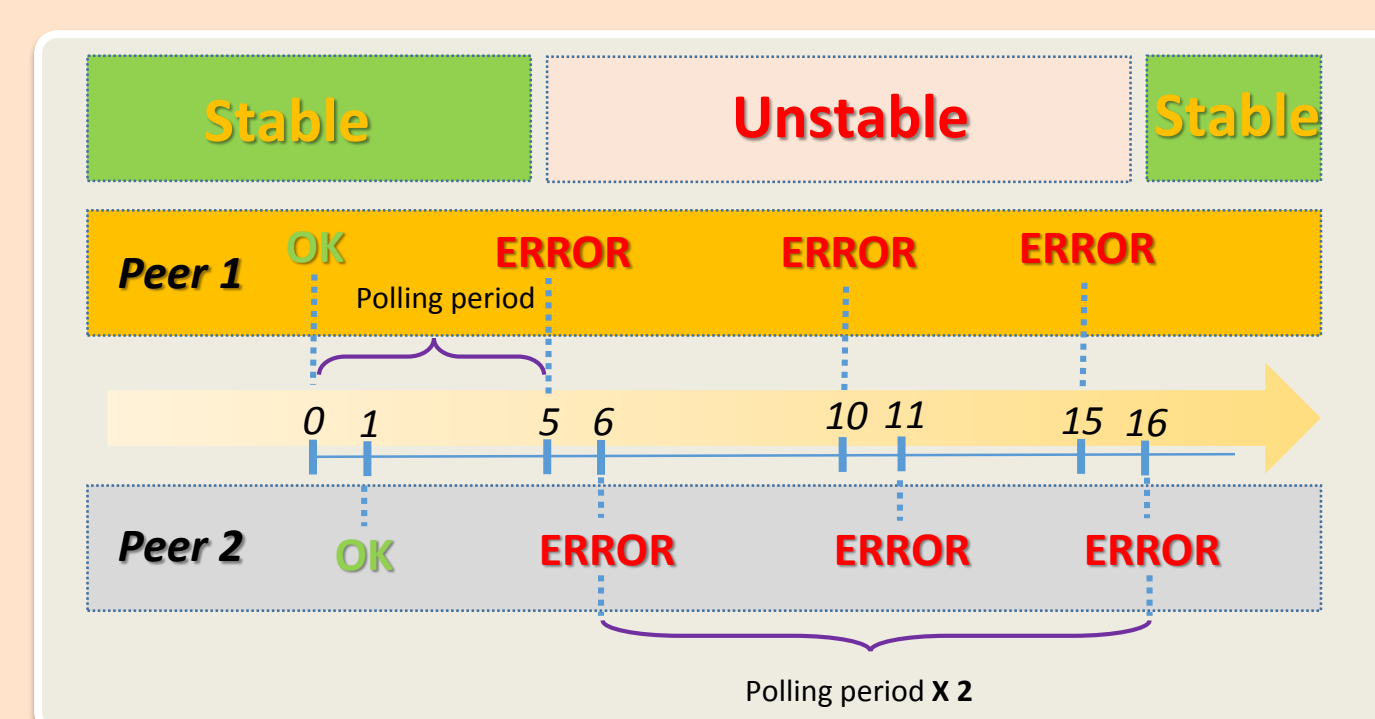 Stable
Unstable
Stable
Peer 1
OK
ERROR
ERROR
ERROR
Polling period
0 1 5 6 10 11 15 16
Peer 2
OK
ERROR
ERROR
ERROR
Polling period X 2